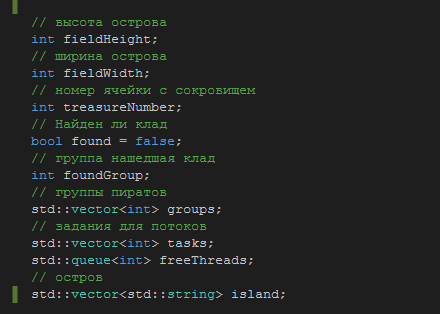 // высота острова
int fieldHeight;
// ширина острова
int fieldWidth;
// номер ячейки с сокровищем
int treasureNumber;
// Найден ли клад
bool found = false;
// группа нашедшая клад
int foundGroup;
// группы пиратов
std::vector<int> groups;
// задания для потоков
std::vector<int> tasks;
std::queue<int> freeThreads;
// остров
std::vector<std::string> island;